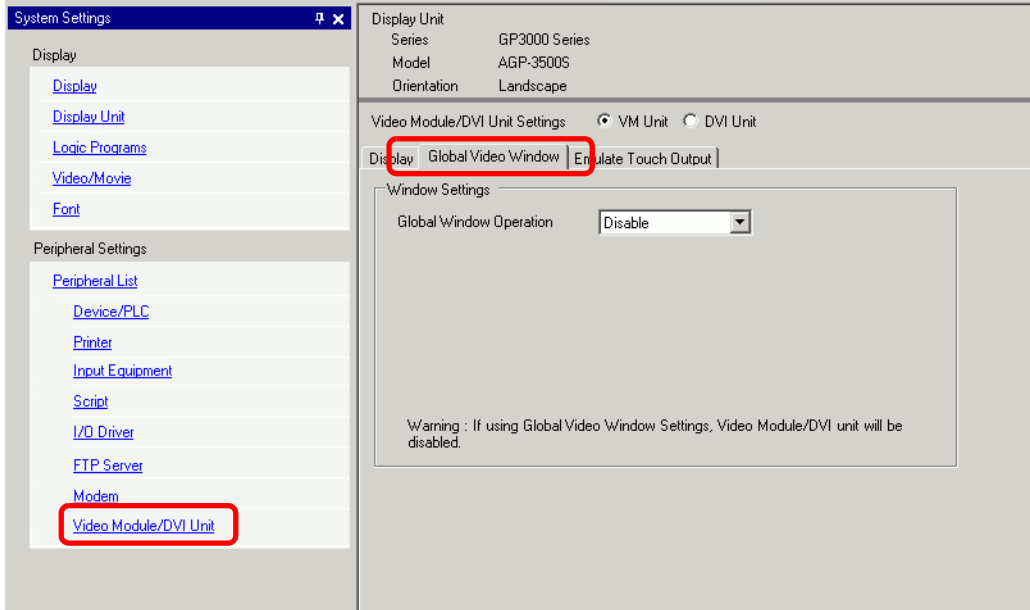 System Settings
Display
Display
Display Unit
Logic Programs
Video/Movie
Font
Peripheral Settings
Peripheral List
Device/PLC
Printer
Input Equipment
Script
I/O Driver
FTP Server
Modem
Video Module/DVI Unit
Display Unit
Series GP3000 Series
Model AGP-3500S
Orientation Landscape
Video Module/DVI Unit Settings VM Unit DVI Unit
Display Global Video Window Emulate Touch Output
Window Settings
Global Window Operation Disable
Warning : If using Global Video Window Settings, Video Module/DVI unit will be
disabled.